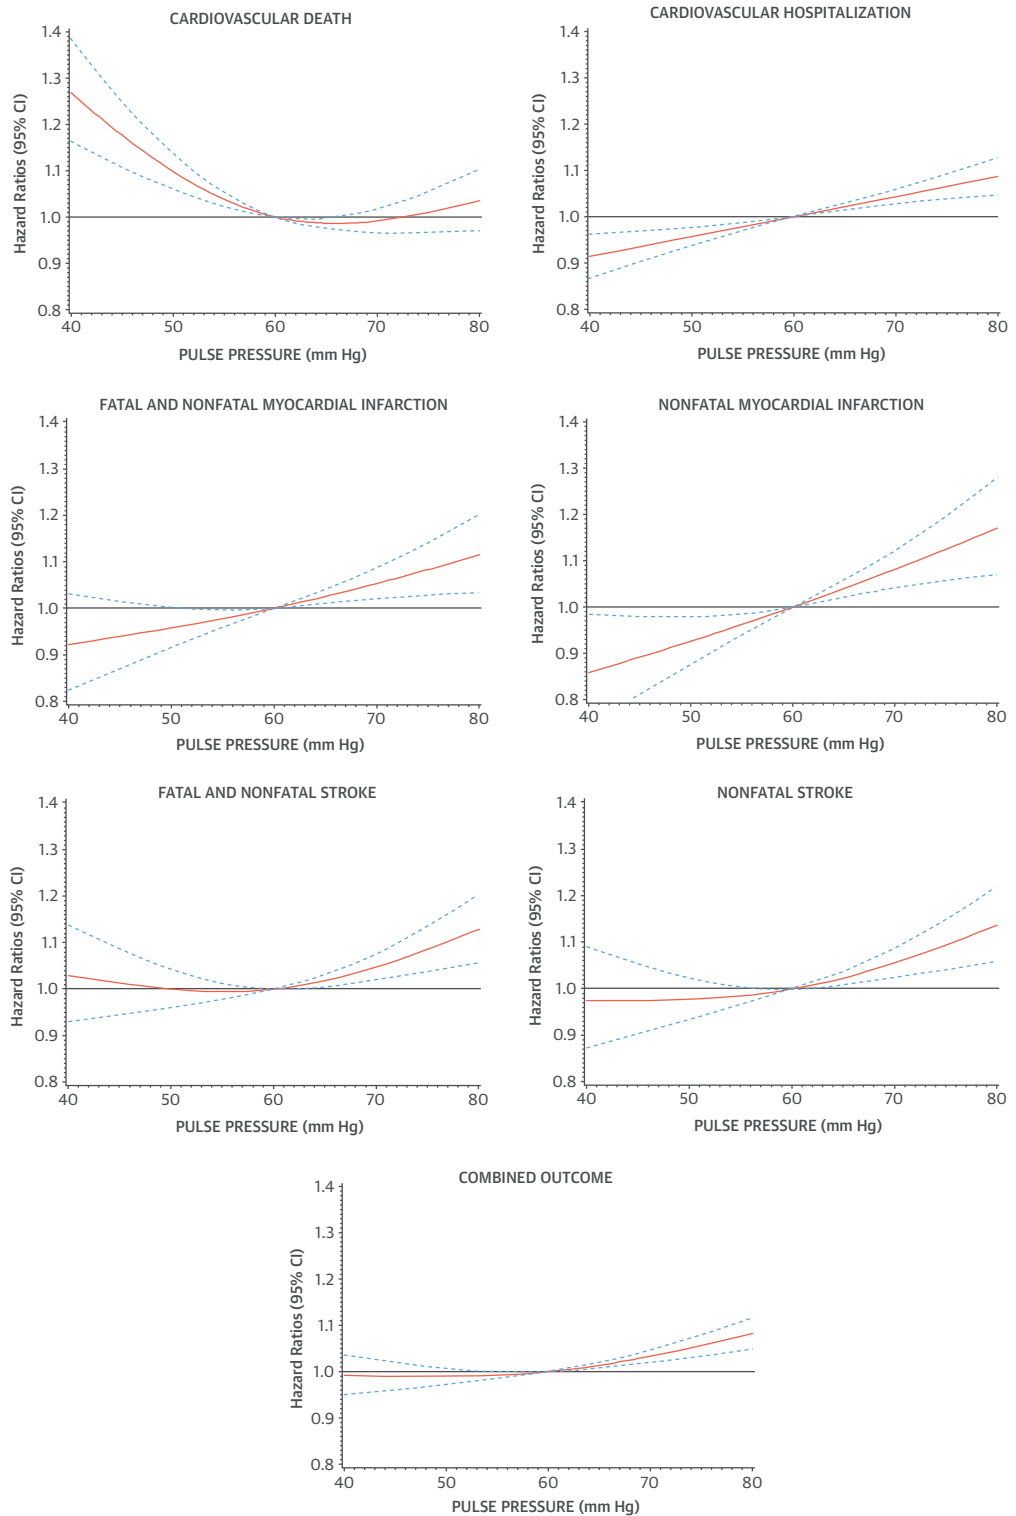 CARDIOVASCULAR DEATH
1.4
1.3
1.2
1.1
1.0
0.9
0.8
Hazard Ratios (95% CI)
40 50 60 70 80
PULSE PRESSURE (mm Hg)
CARDIOVASCULAR HOSPITALIZATION
1.4
1.3
1.2
1.1
1.0
0.9
0.8
Hazard Ratios (95% CI)
40 50 60 70 80
PULSE PRESSURE (mm Hg)
FATAL AND NONFATAL MYOCARDIAL INFARCTION
1.4
1.3
1.2
1.1
1.0
0.9
0.8
Hazard Ratios (95% CI)
40 50 60 70 80
PULSE PRESSURE (mm Hg)
NONFATAL MYOCARDIAL INFARCTION
1.4
1.3
1.2
1.1
1.0
0.9
0.8
Hazard Ratios (95% CI)
40 50 60 70 80
PULSE PRESSURE (mm Hg)
FATAL AND NONFATAL STROKE
1.4
1.3
1.2
1.1
1.0
0.9
0.8
Hazard Ratios (95% CI)
40 50 60 70 80
PULSE PRESSURE (mm Hg)
NONFATAL STROKE
1.4
1.3
1.2
1.1
1.0
0.9
0.8
Hazard Ratios (95% CI)
40 50 60 70 80
PULSE PRESSURE (mm Hg)
COMBINED OUTCOME
1.4
1.3
1.2
1.1
1.0
0.9
0.8
Hazard Ratios (95% CI)
40 50 60 70 80
PULSE PRESSURE (mm Hg)